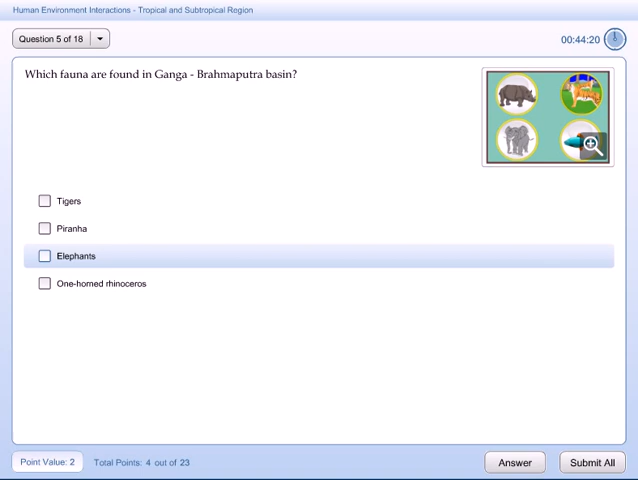 Human Environment Interactions - Tropical and Subtropical Region
Question 5 of 18
00:44:20
Which fauna are found in Ganga - Brahmaputra basin?
Tigers
Piranha
Elephants
One-horned rhinoceros
Point Value: 2
Total Points: 4 out of 23
Answer
Submit All